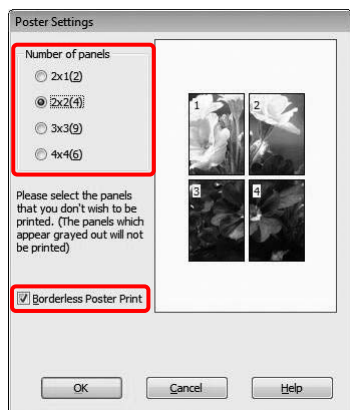 Poster Settings
Number of panels
2x1(2)
2x2(4)
3x3(9)
4x4(6)
1
2
3
4
Please select the panels
that you don't wish to be
printed. (The panels which
appear grayed out will not
be printed)
Borderless Poster Print
OK
Cancel
Help